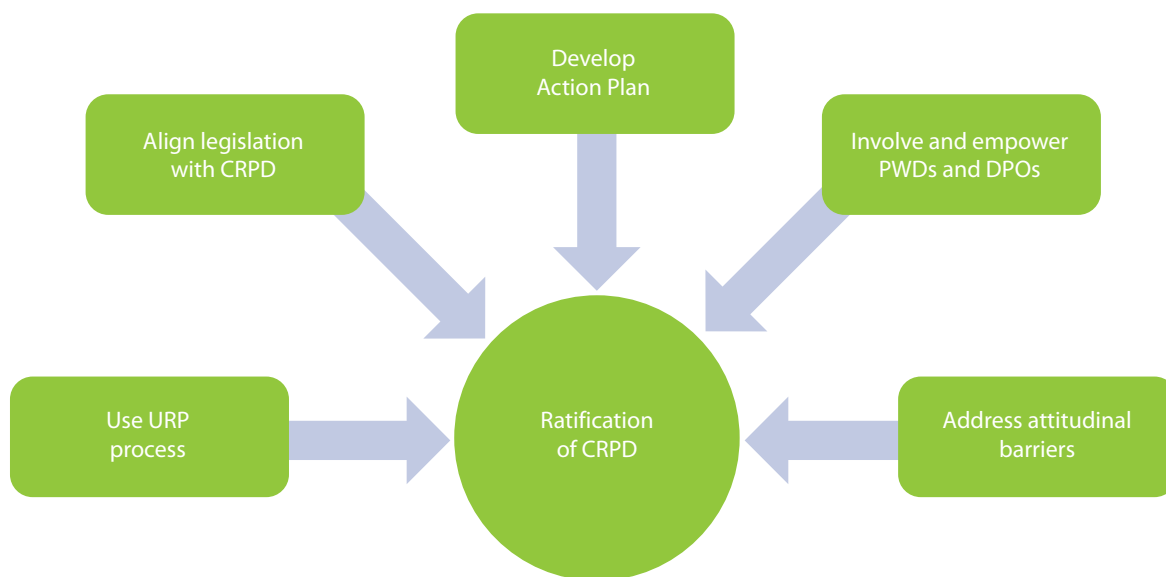 Develop
Action Plan
Align legislation
with CRPD
Involve and empower
PWDs and DPOs
Use URP
process
Ratification
of CRPD
Address attitudinal
barriers